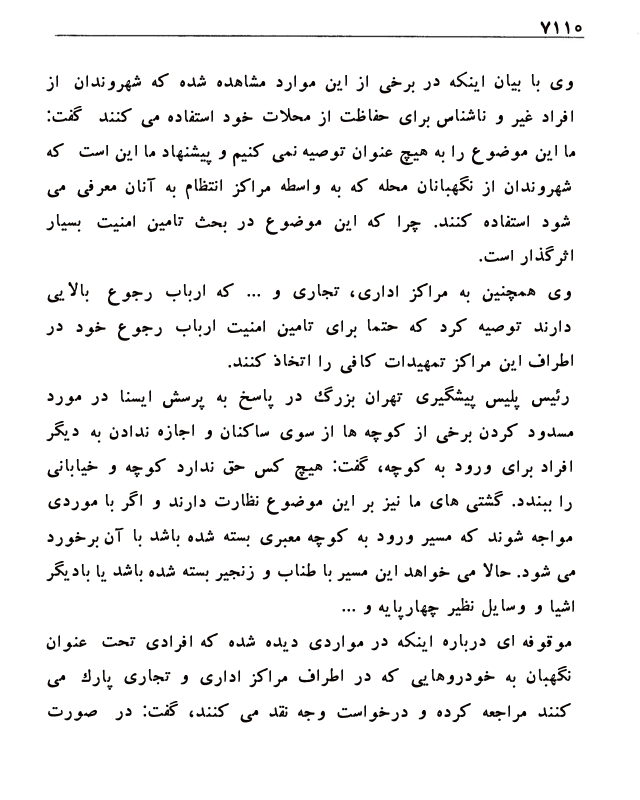 ۷۱۱۰
وی با بیان اینکه در برخی از این موارد مشاهده شده که شهروندان از
افراد غیر و ناشناس برای حفاظت از محلات خود استفاده می کنند گفت:
ما این موضوع را به هیچ عنوان توصیه نمی کنیم و پیشنهاد ما این است که
شهروندان از نگهبانان محله که به واسطه مراکز انتظام به آنان معرفی می
شود استفاده کنند. چرا که این موضوع در بحث تامین امنیت بسیار
اثرگذار است.
وی همچنین به مراکز اداری، تجاری و ... که ارباب رجوع بالایی
دارند توصیه کرد که حتما برای تامین امنیت ارباب رجوع خود در
اطراف این مراکز تمهیدات کافی را اتخاذ کنند.
رئیس پلیس پیشگیری تهران بزرگ در پاسخ به پرسش ایسنا در مورد
مسدود کردن برخی از کوچه ها از سوی ساکنان و اجازه ندادن به دیگر
افراد برای ورود به کوچه، گفت: هیچ کس حق ندارد کوچه و خیابانی
را ببندد. گشتی های ما نیز بر این موضوع نظارت دارند و اگر با موردی
مواجه شوند که مسیر ورود به کوچه معبری بسته شده باشد با آن برخورد
می شود. حالا می خواهد این مسیر با طناب و زنجیر بسته شده باشد یا بادیگر
اشیا و وسایل نظیر چهارپایه و ...
موقوفه ای درباره اینکه در مواردی دیده شده که افرادی تحت عنوان
نگهبان به خودروهایی که در اطراف مراکز اداری و تجاری پارك می
کنند مراجعه کرده و درخواست وجه نقد می کنند، گفت: در صورت